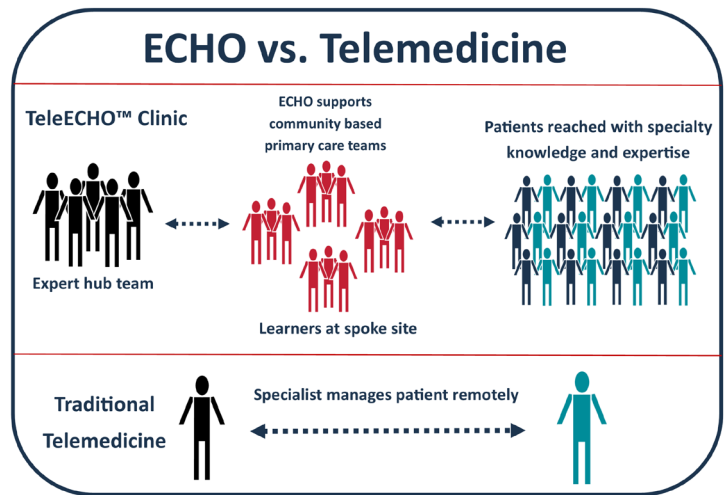 ECHO vs. Telemedicine
TeleECHO™ Clinic
ECHO supports
community based
primary care teams
Patients reached with specialty
knowledge and expertise
Expert hub team
Learners at spoke site
Traditional
Telemedicine
Specialist manages patient remotely